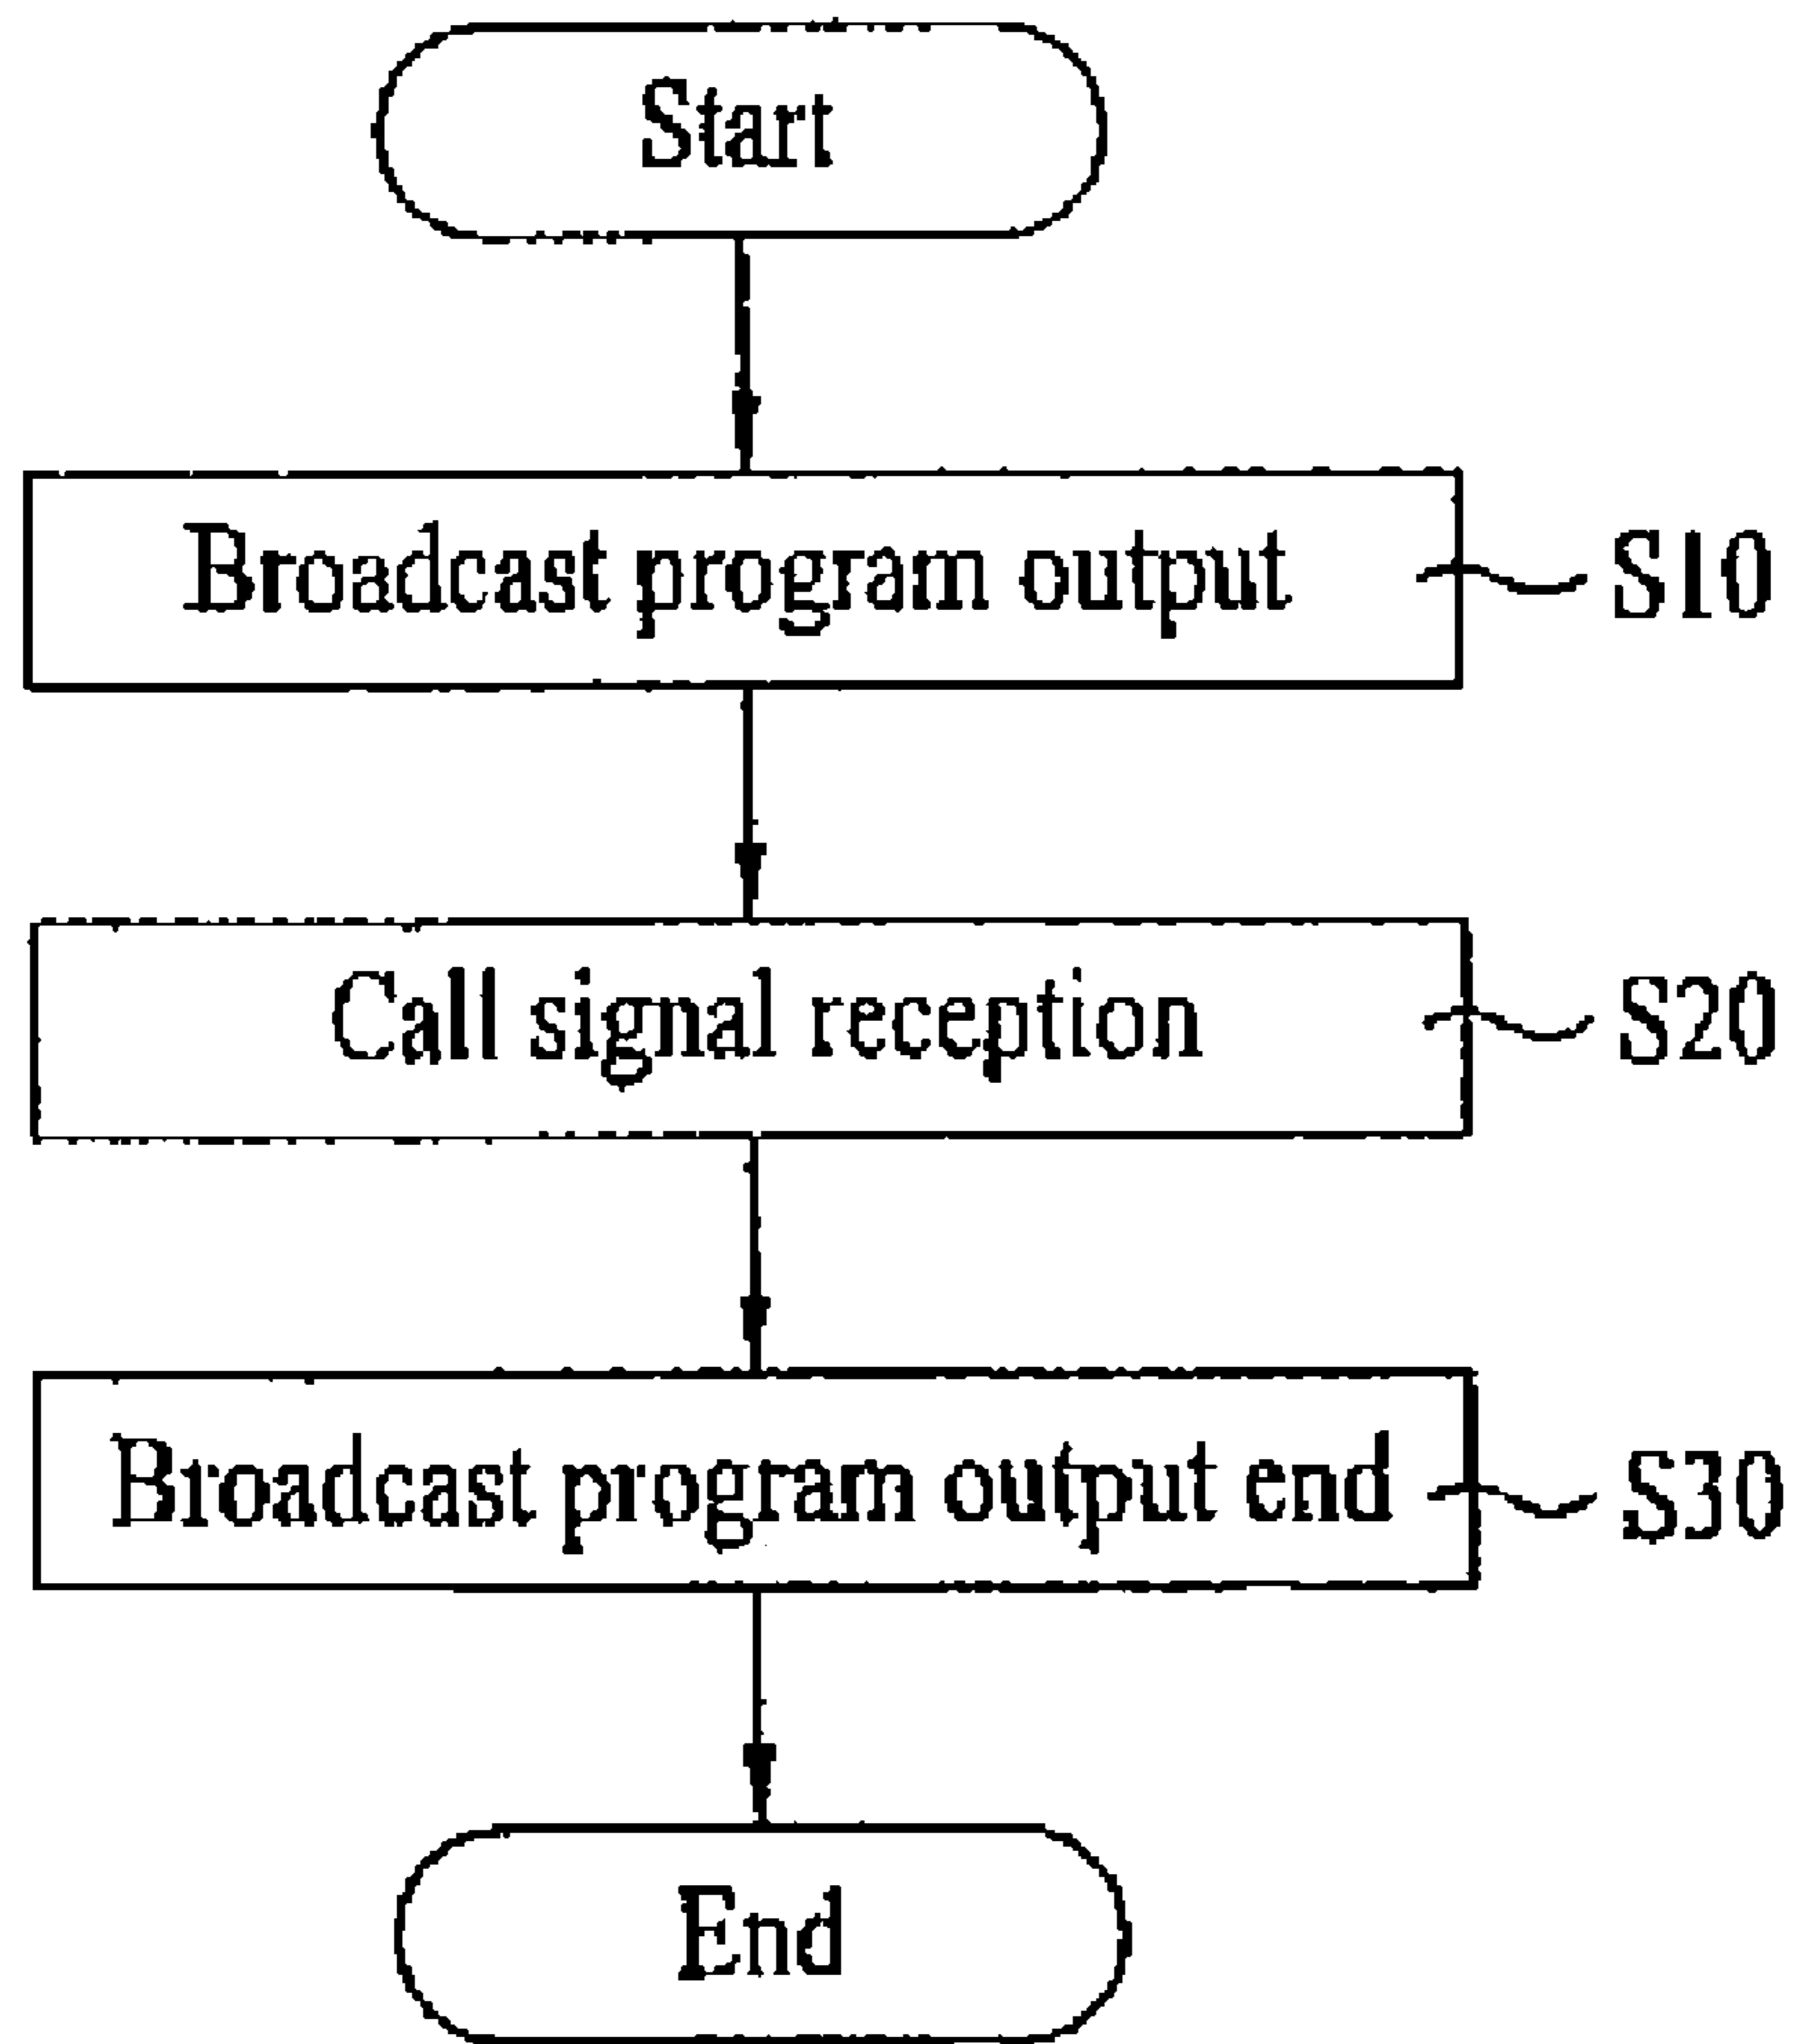 Start
Broadcast program output S10
Call signal reception S20
Broadcast program output end S30
End